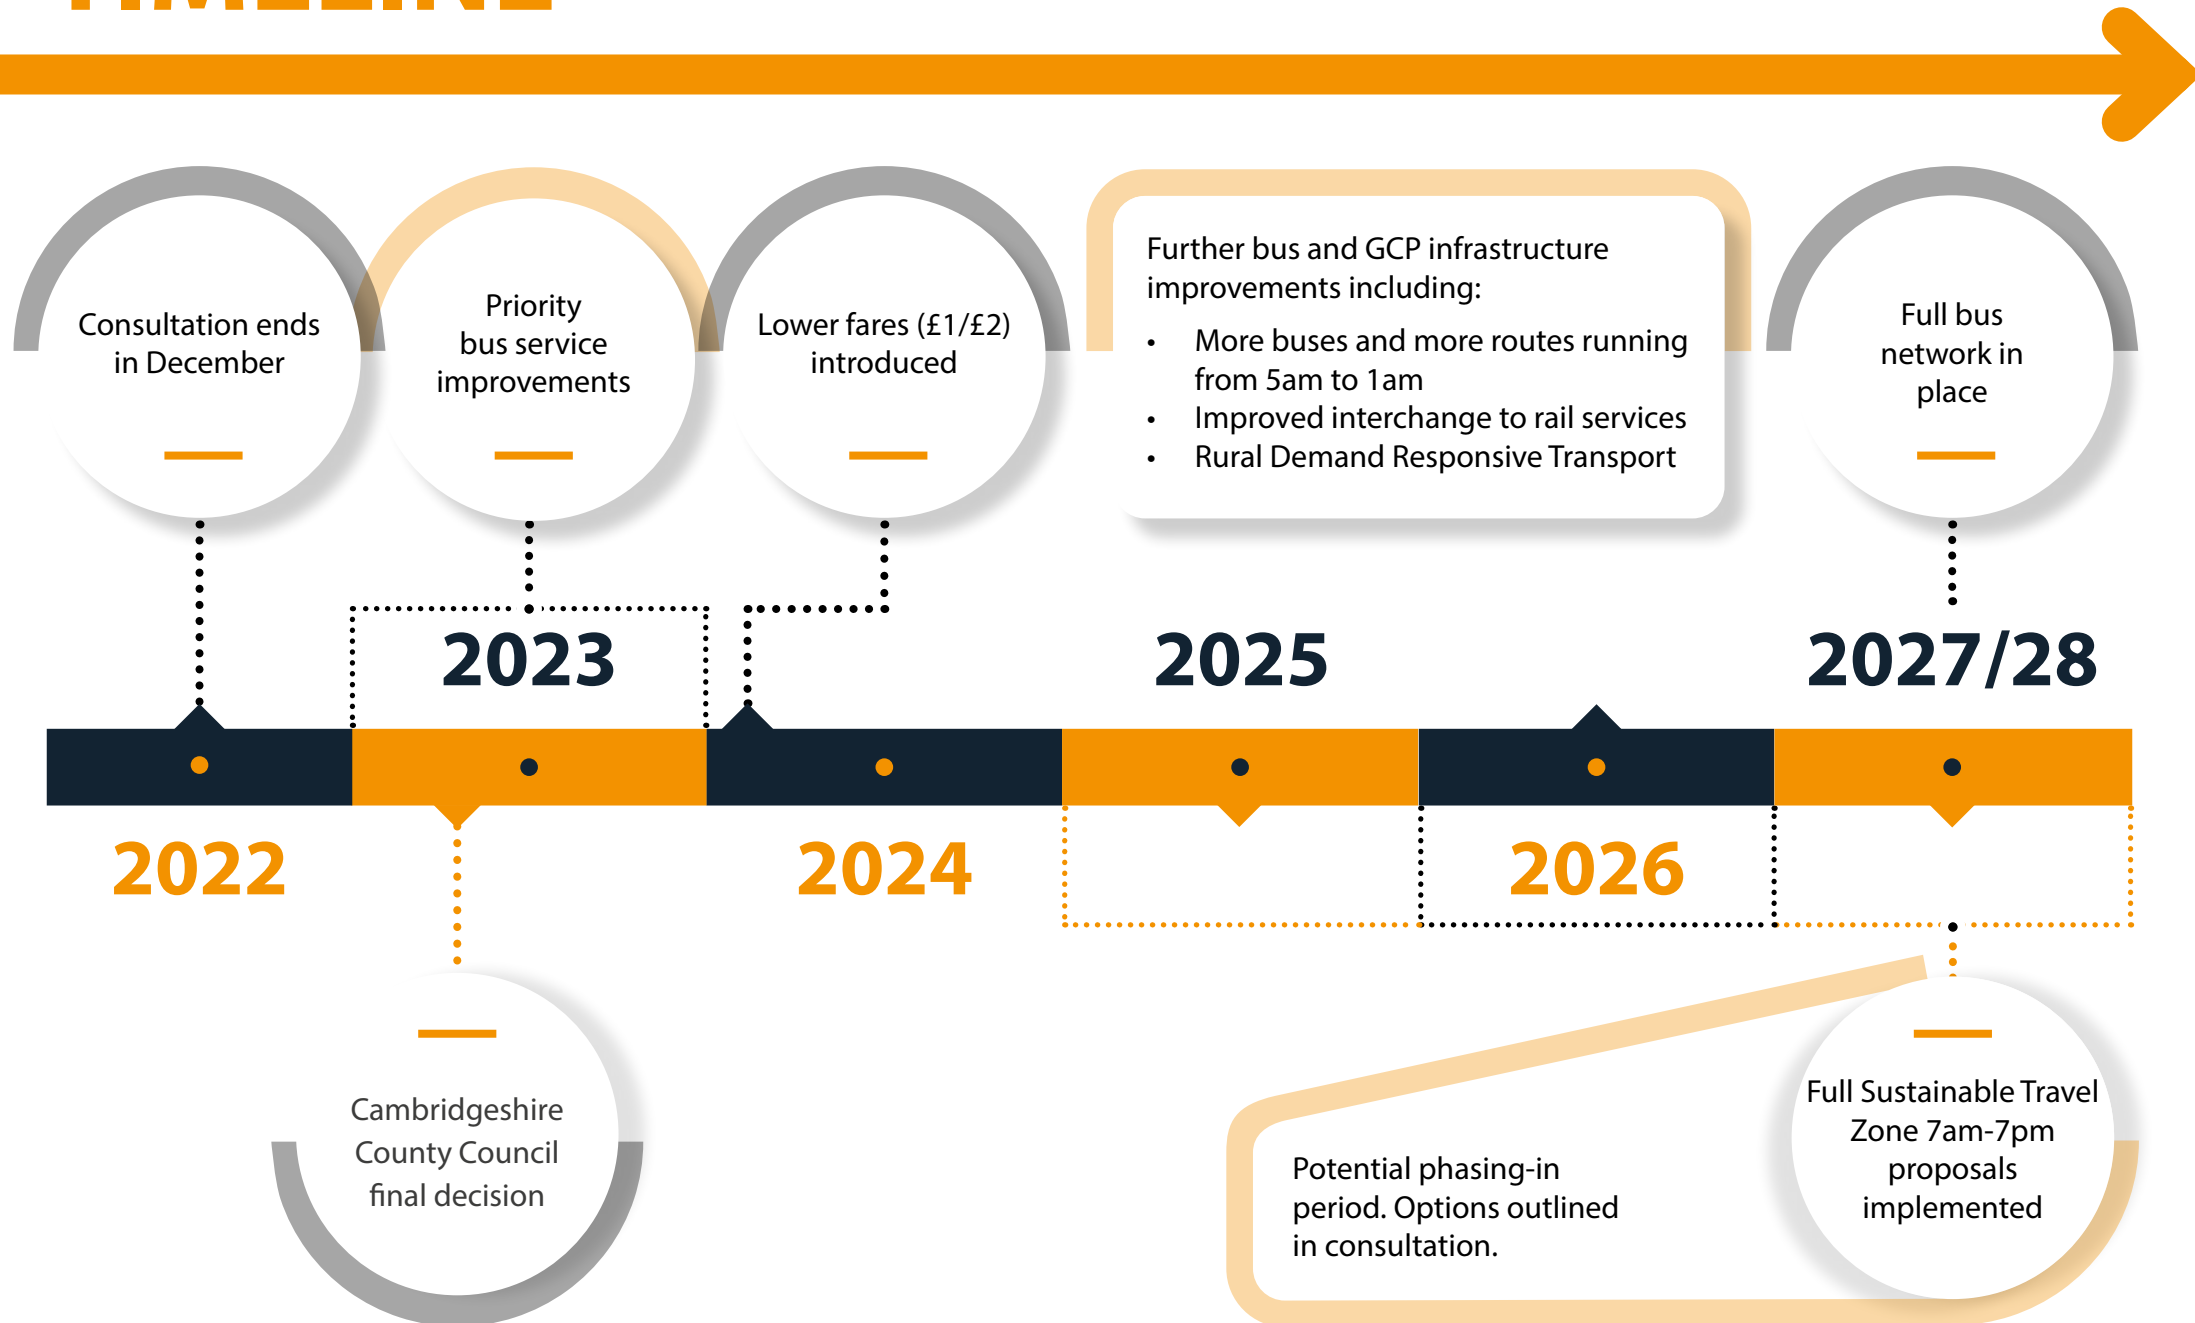 TIMELINE
Consultation ends
in December
Priority
bus service
improvements
Lower fares (£1/£2)
introduced
Further bus and GCP infrastructure
improvements including:
• More buses and more routes running
from 5am to 1am
• Improved interchange to rail services
• Rural Demand Responsive Transport
Full bus
network in
place
2023
2025
2027/28
2022
2024
2026
Cambridgeshire
County Council
final decision
Potential phasing-in
period. Options outlined
in consultation.
Full Sustainable Travel
Zone 7am-7pm
proposals
implemented